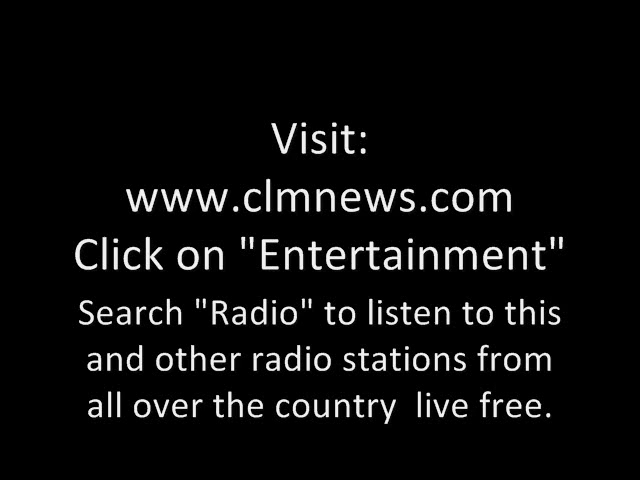 Visit:
www.clmnews.com
Click on "Entertainment"
Search "Radio" to listen to this
and other radio stations from
all over the country  live free.